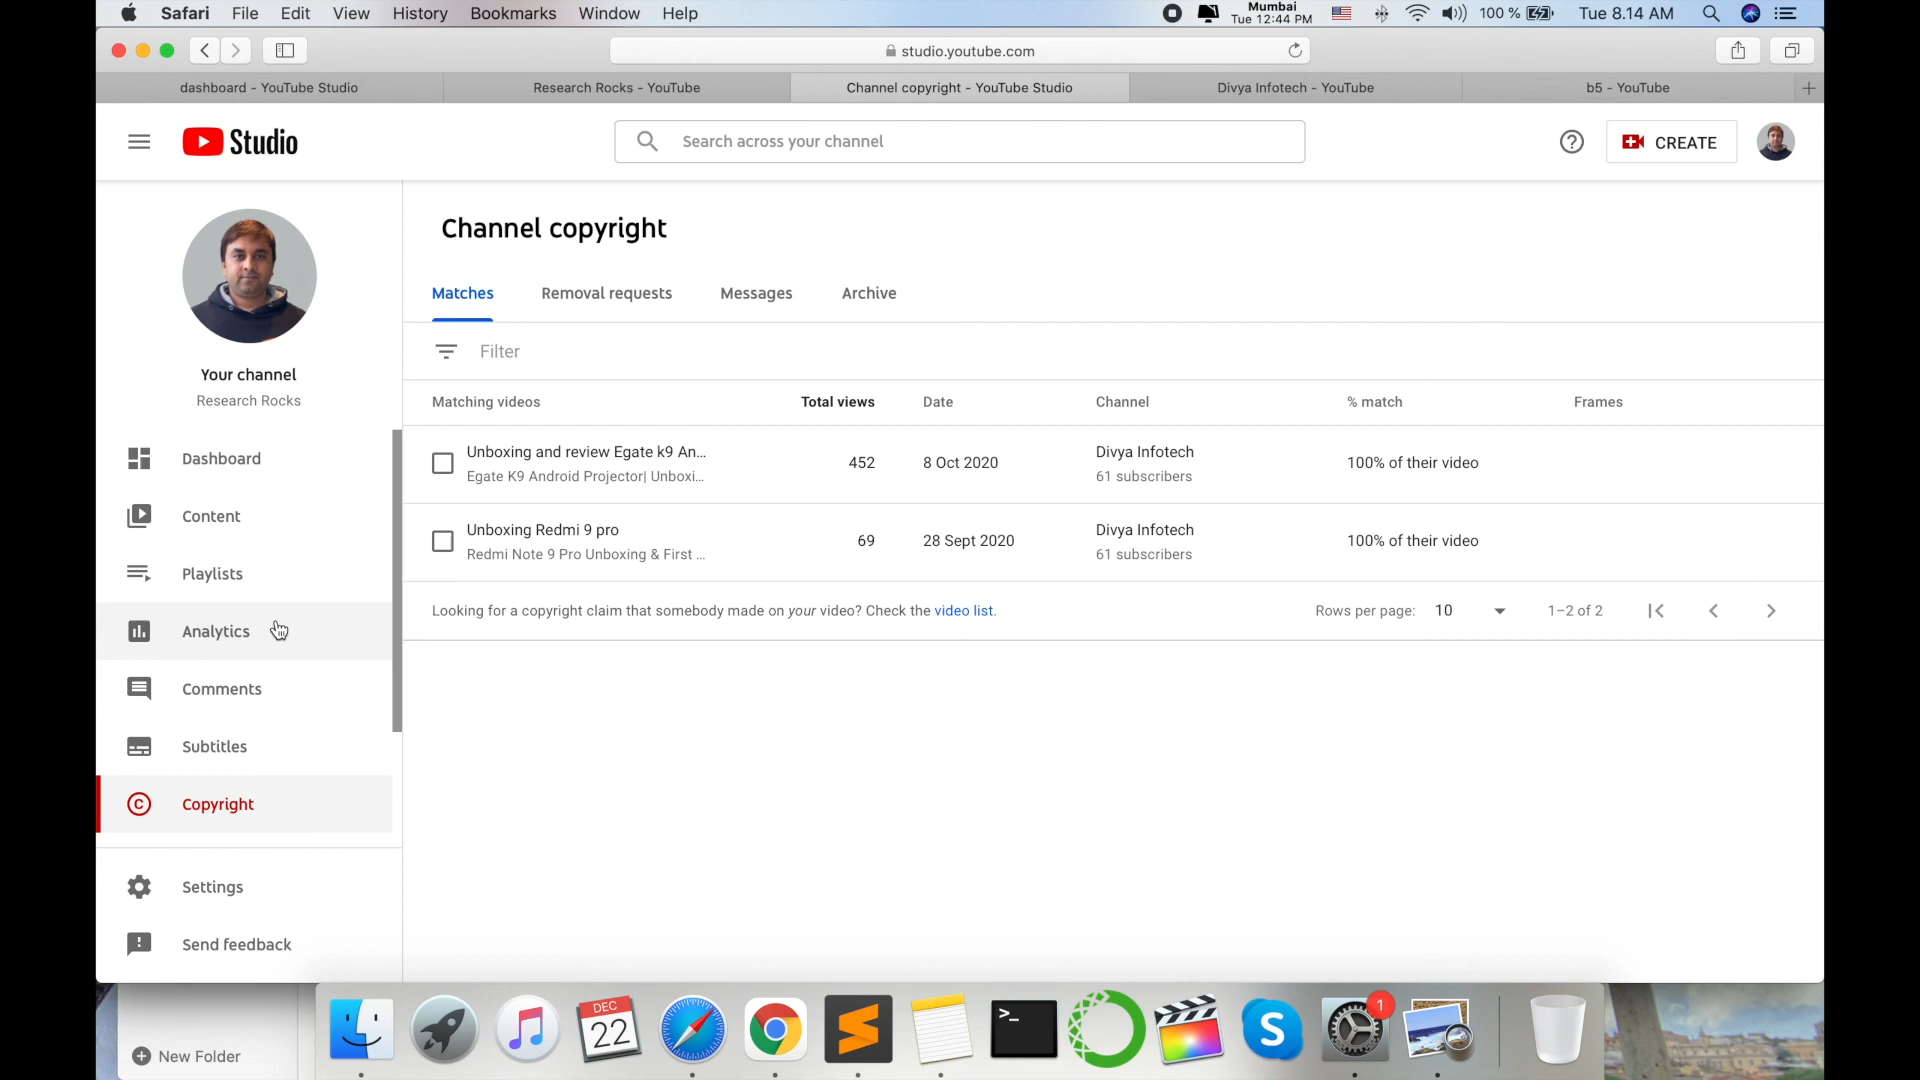 Safari File Edit View History Bookmarks Window Help
Mumbai
Tue 12:44 PM
100 %
Tue 8.14 AM
studio.youtube.com
dashboard - YouTube Studio
Research Rocks - YouTube
Channel copyright - YouTube Studio
Divya Infotech - YouTube
b5 - YouTube
Studio
Search across your channel
CREATE
Your channel
Research Rocks
Dashboard
Content
Playlists
Analytics
Comments
Subtitles
Copyright
Settings
Send feedback
Channel copyright
Matches Removal requests Messages Archive
Filter
Matching videos Total views Date Channel % match Frames
Unboxing and review Egate k9 An...
Egate K9 Android Projector| Unboxi...
452
8 Oct 2020
Divya Infotech
61 subscribers
100% of their video
Unboxing Redmi 9 pro
Redmi Note 9 Pro Unboxing & First ...
69
28 Sept 2020
Divya Infotech
61 subscribers
100% of their video
Looking for a copyright claim that somebody made on your video? Check the video list.
Rows per page: 10
1–2 of 2
New Folder
DEC
22
>_
S
1